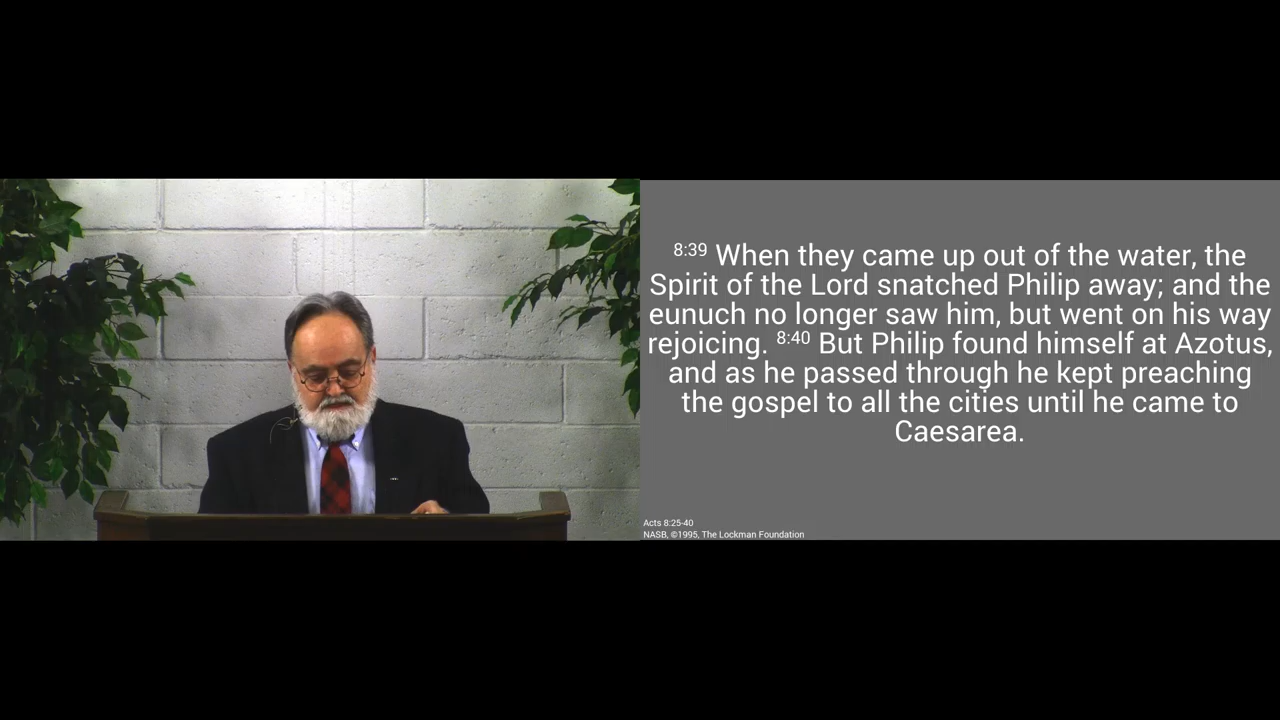 8:39 When they came up out of the water, the
Spirit of the Lord snatched Philip away; and the
eunuch no longer saw him, but went on his way
rejoicing. 8:40 But Philip found himself at Azotus,
and as he passed through he kept preaching
the gospel to all the cities until he came to
Caesarea.
Acts 8:25-40
NASB, ©1995, The Lockman Foundation